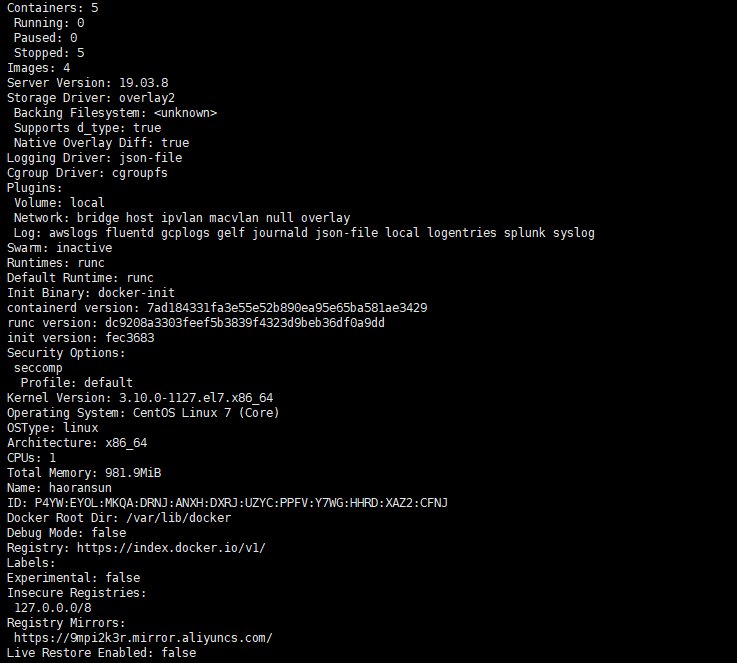 Containers: 5
Running: 0
Paused: 0
Stopped: 5
Images: 4
Server Version: 19.03.8
Storage Driver: overlay2
Backing Filesystem: <unknown>
Supports d_type: true
Native Overlay Diff: true
Logging Driver: json-file
Cgroup Driver: cgroupfs
Plugins:
Volume: local
Network: bridge host ipvlan macvlan null overlay
Log: awslogs fluentd gcplogs gelf journald json-file local logentries splunk syslog
Swarm: inactive
Runtimes: runc
Default Runtime: runc
Init Binary: docker-init
containerd version: 7ad184331fa3e55e52b890ea95e65ba581ae3429
runc version: dc9208a3303feef5b3839f4323d9beb36df0a9dd
init version: fec3683
Security Options:
seccomp
Profile: default
Kernel Version: 3.10.0-1127.el7.x86_64
Operating System: CentOS Linux 7 (Core)
OSType: linux
Architecture: x86_64
CPUs: 1
Total Memory: 981.9MiB
Name: haoransun
ID: P4YW:EYOL:MKQA:DRNJ:ANXH:DXRJ:UZYC:PPFV:Y7WG:HHRD:XAZ2:CFNJ
Docker Root Dir: /var/lib/docker
Debug Mode: false
Registry: https://index.docker.io/v1/
Labels:
Experimental: false
Insecure Registries:
127.0.0.0/8
Registry Mirrors:
https://9mpi2k3r.mirror.aliyuncs.com/
Live Restore Enabled: false